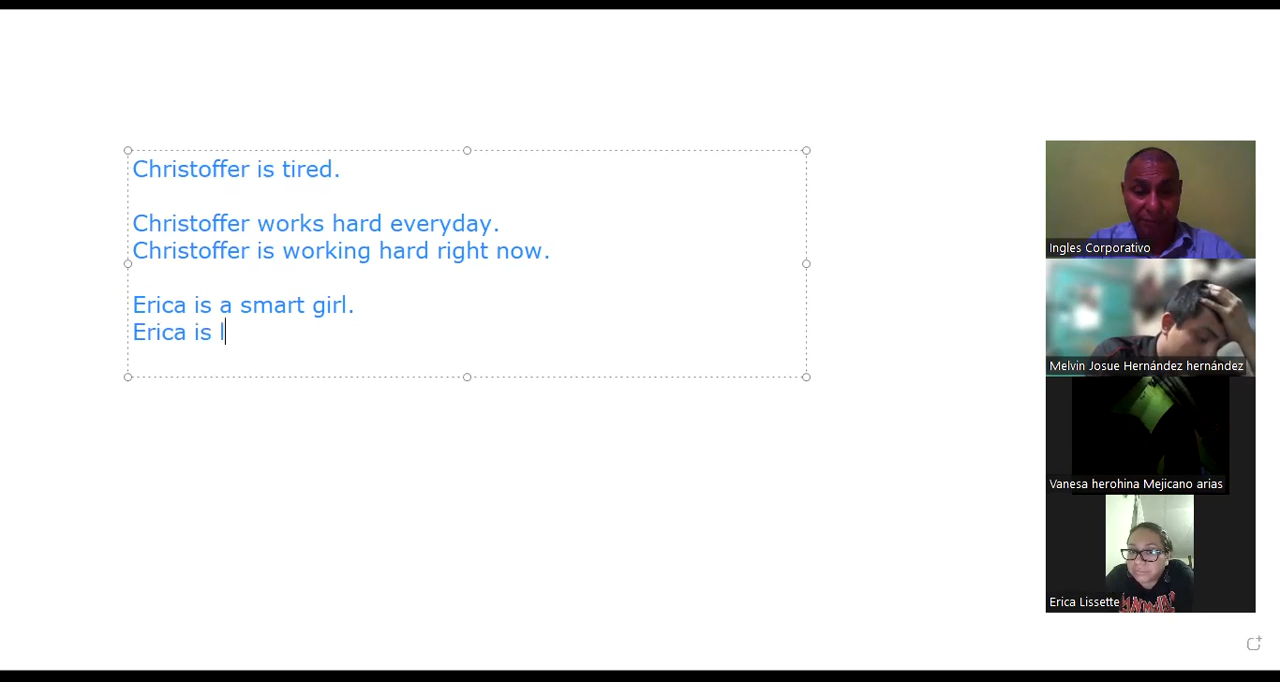 Christoffer is tired.
Christoffer works hard everyday.
Christoffer is working hard right now.
Erica is a smart girl.
Erica is l
Ingles Corporativo
Melvin Josue Hernández hernández
Vanesa herohina Mejicano arias
Erica Lissette